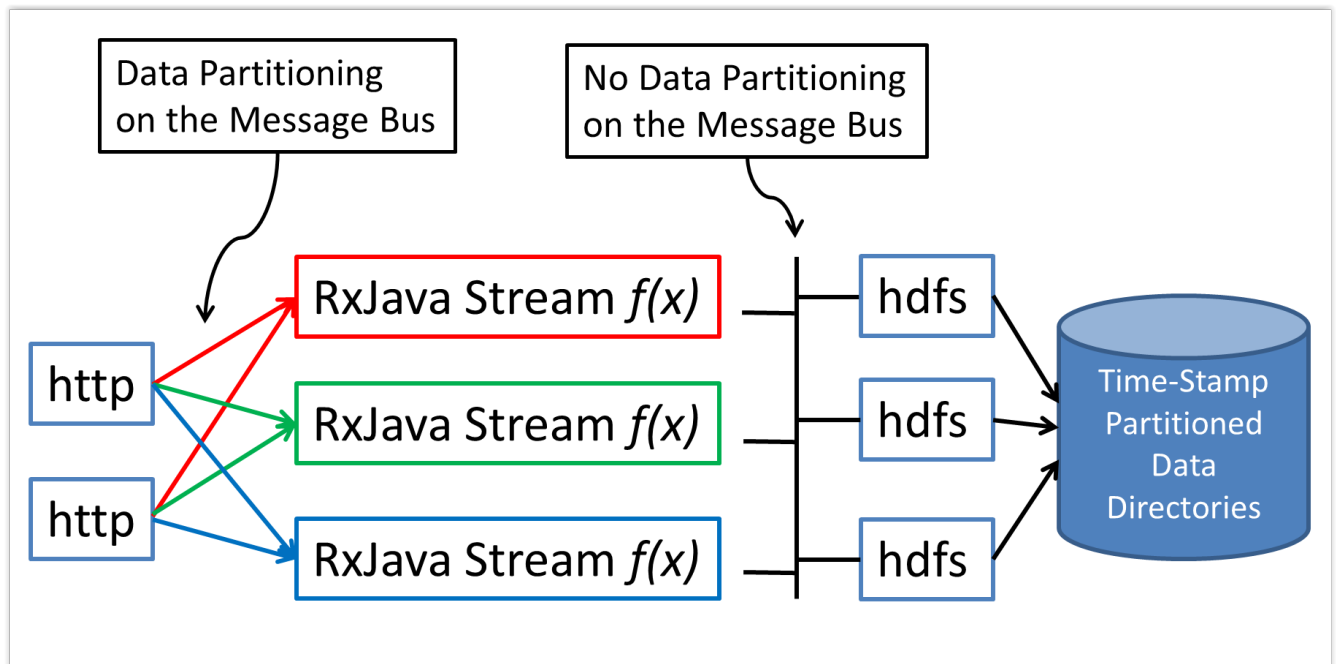 Data Partitioning
on the Message Bus
No Data Partitioning
on the Message Bus
http
http
RxJava Stream f(x)
RxJava Stream f(x)
RxJava Stream f(x)
hdfs
hdfs
hdfs
Time-Stamp
Partitioned
Data
Directories